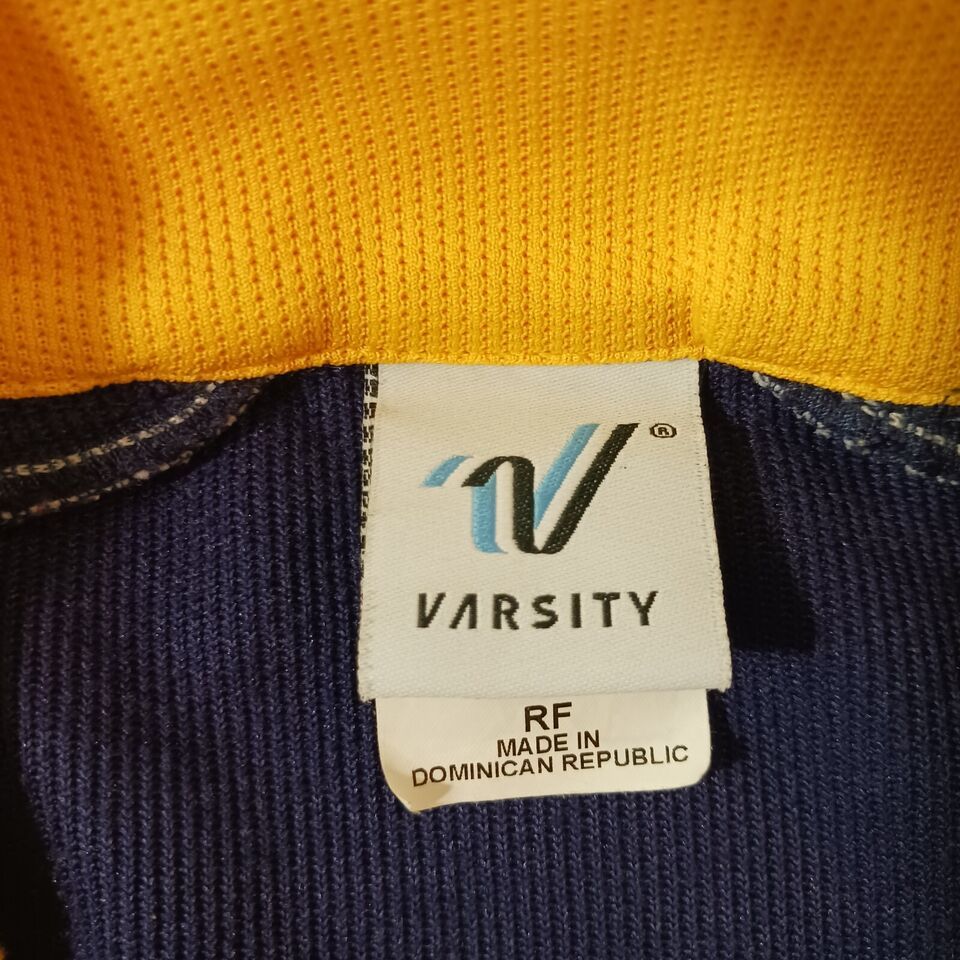 ®
VARSITY
RF
MADE IN
DOMINICAN REPUBLIC